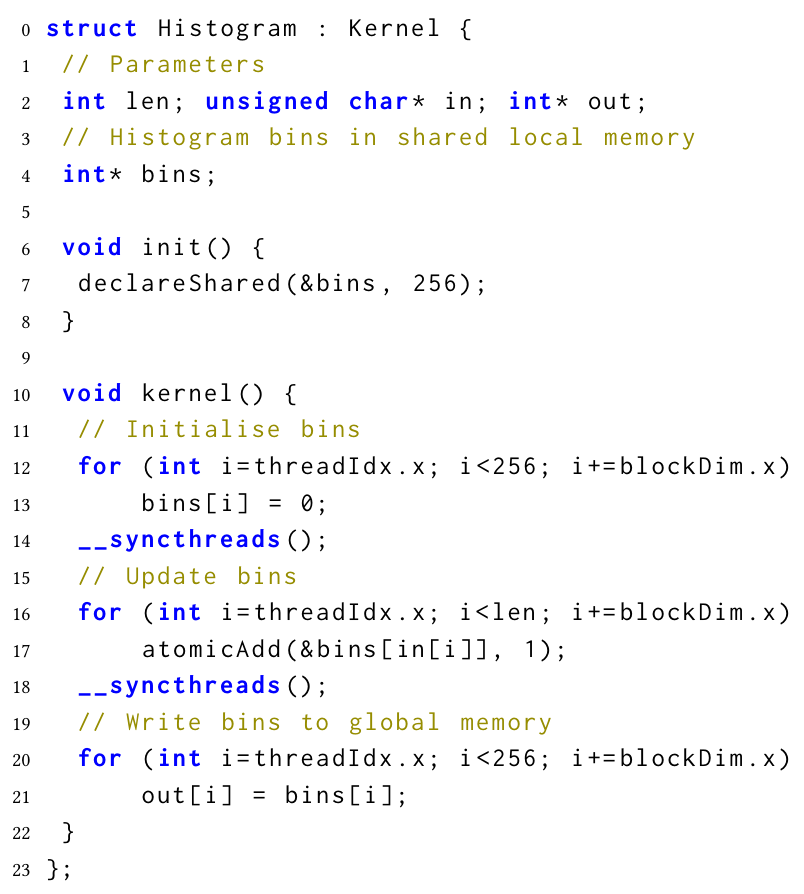 0 struct Histogram : Kernel {
1 // Parameters
2 int len; unsigned char* in; int* out;
3 // Histogram bins in shared local memory
4 int* bins;
5
6 void init() {
7 declareShared(&bins, 256);
8 }
9
10 void kernel() {
11 // Initialise bins
12 for (int i=threadIdx.x; i<256; i+=blockDim.x)
13 bins[i] = 0;
14 __syncthreads();
15 // Update bins
16 for (int i=threadIdx.x; i<len; i+=blockDim.x)
17 atomicAdd(&bins[in[i]], 1);
18 __syncthreads();
19 // Write bins to global memory
20 for (int i=threadIdx.x; i<256; i+=blockDim.x)
21 out[i] = bins[i];
22 }
23 };